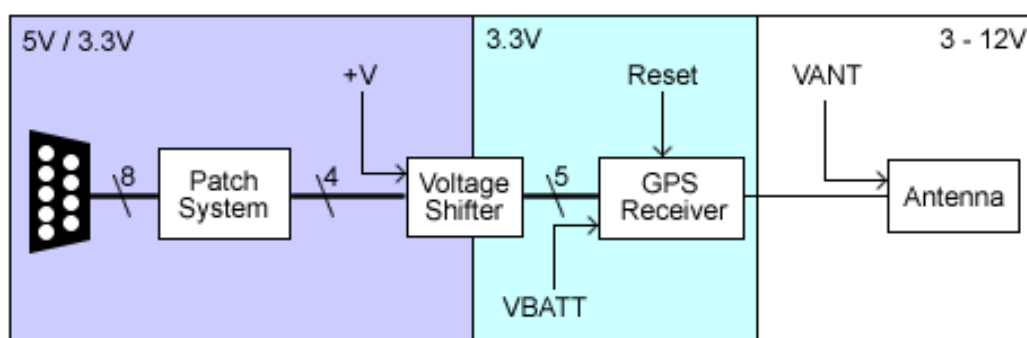 5V / 3.3V
3.3V
3 - 12V
+V
Reset
VANT
8
Patch
System
4
Voltage
Shifter
5
GPS
Receiver
Antenna
VBATT